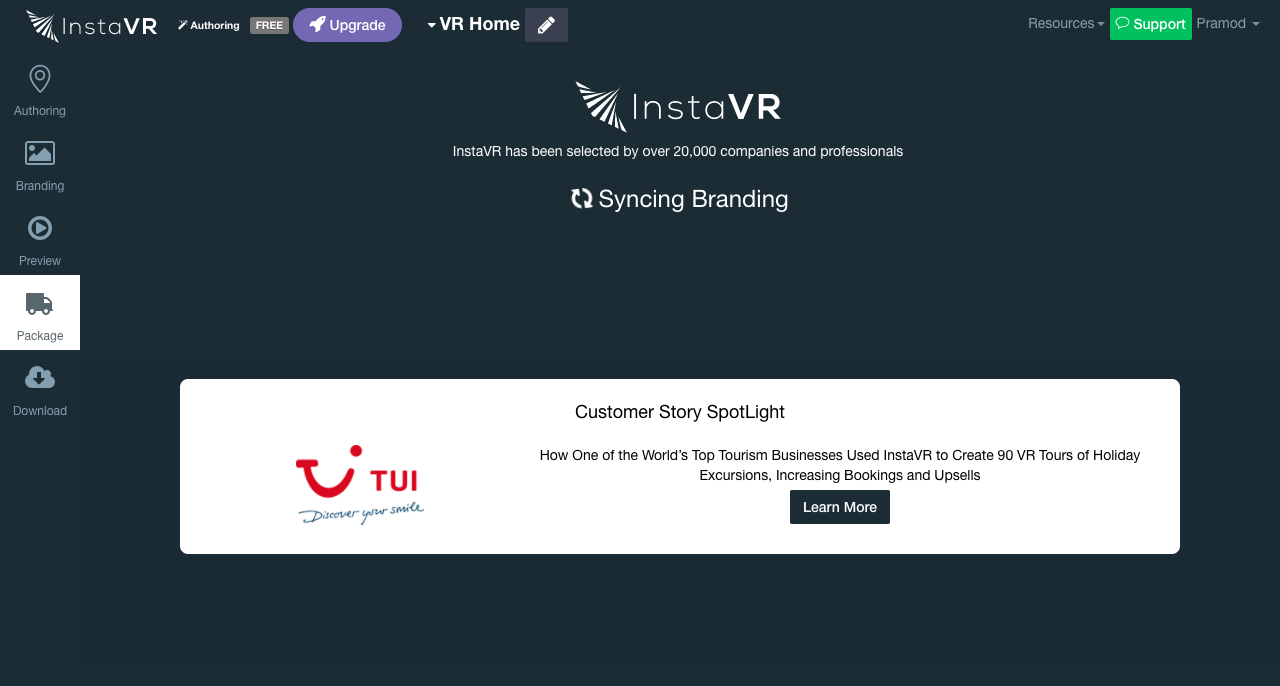 InstaVR
Authoring
FREE
Upgrade
VR Home
Resources
Support
Pramod
Authoring
Branding
Preview
Package
Download
InstaVR
InstaVR has been selected by over 20,000 companies and professionals
Syncing Branding
Customer Story SpotLight
TUI
Discover your smile
How One of the World’s Top Tourism Businesses Used InstaVR to Create 90 VR Tours of Holiday
Excursions, Increasing Bookings and Upsells
Learn More